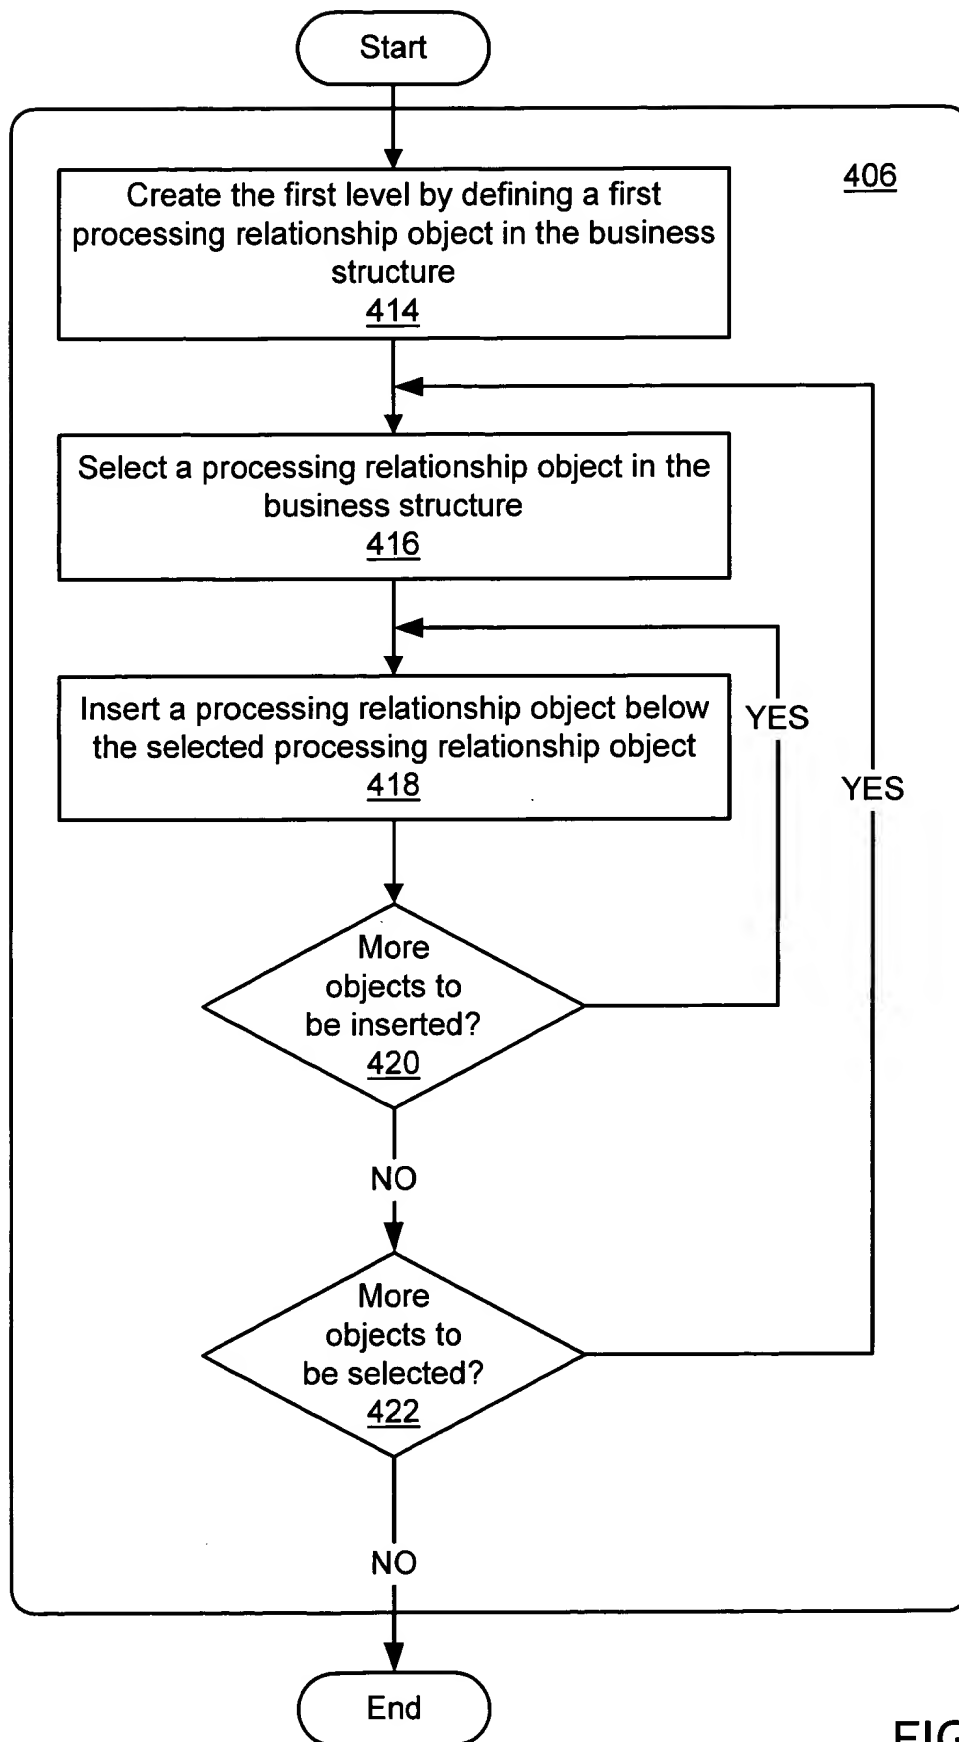 Start
406
Create the first level by defining a first
processing relationship object in the business
structure
414
Select a processing relationship object in the
business structure
416
Insert a processing relationship object below
the selected processing relationship object
418
YES
YES
More
objects to
be inserted?
420
NO
More
objects to
be selected?
422
NO
End
FIG